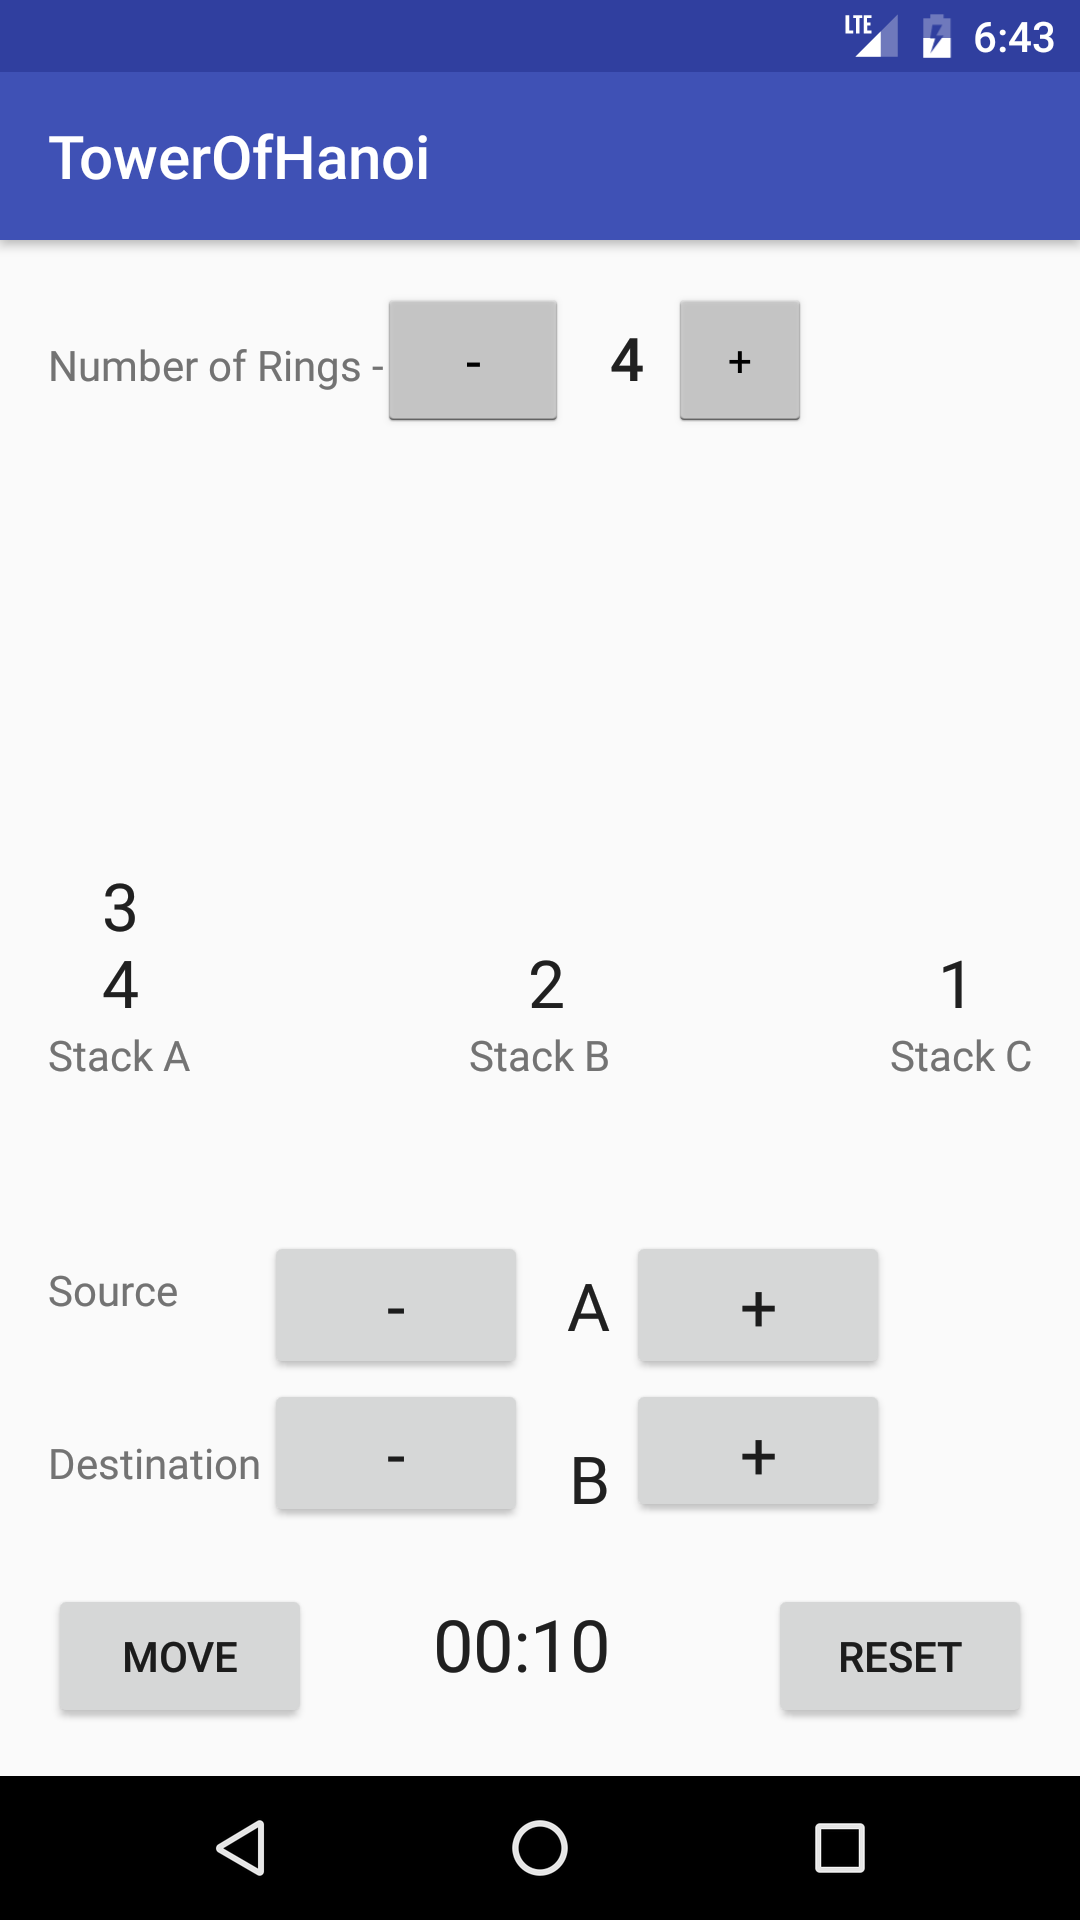 LTE 6:43
TowerOfHanoi
Number of Rings - - 4 +
3
4 2 1
Stack A Stack B Stack C
Source - A +
Destination - B +
MOVE 00:10 RESET